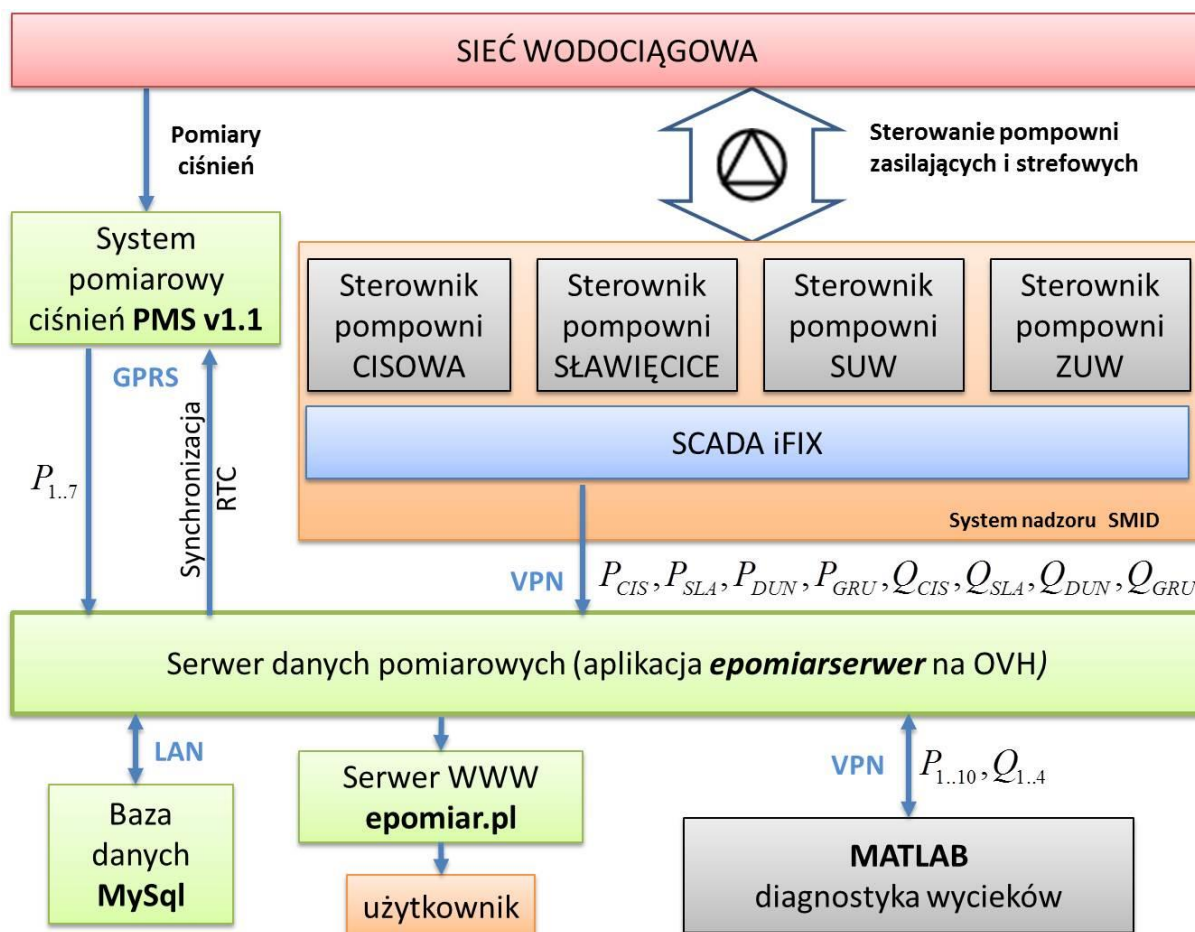 SIEĆ WODOCIĄGOWA
Pomiary
ciśnień
Sterowanie pompowni
zasilających i strefowych
System
pomiarowy
ciśnień PMS v1.1
Sterownik
pompowni
CISOWA
Sterownik
pompowni
SŁAWIĘCICE
Sterownik
pompowni
SUW
Sterownik
pompowni
ZUW
SCADA iFIX
System nadzoru SMID
GPRS
P1..7
Synchronizacja
RTC
VPN
PCIS, PSLA, PDUN, PGRU, QCIS, QSLA, QDUN, QGRU
Serwer danych pomiarowych (aplikacja epomiarserwer na OVH)
LAN
Baza
danych
MySql
Serwer WWW
epomiar.pl
użytkownik
VPN
P1..10, Q1..4
MATLAB
diagnostyka wycieków